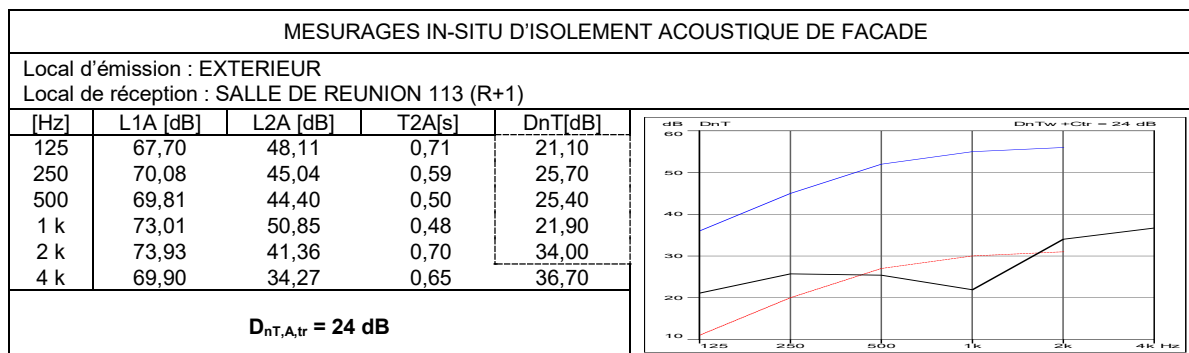 MESURAGES IN-SITU D'ISOLEMENT ACOUSTIQUE DE FACADE
Local d'émission : EXTERIEUR
Local de réception : SALLE DE REUNION 113 (R+1)
[Hz] L1A [dB] L2A [dB] T2A[s] DnT[dB]
125 67,70 48,11 0,71 21,10
250 70,08 45,04 0,59 25,70
500 69,81 44,40 0,50 25,40
1 k 73,01 50,85 0,48 21,90
2 k 73,93 41,36 0,70 34,00
4 k 69,90 34,27 0,65 36,70
DnT,A,tr = 24 dB
dB DnT DnTw +Ctr = 24 dB
60
50
40
30
20
10
125 250 500 1k 2k 4k Hz